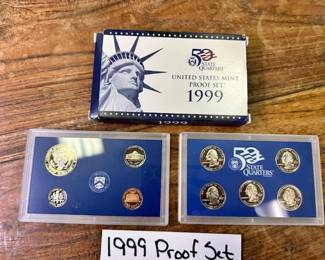 50
STATE
QUARTERS
UNITED STATES MINT
PROOF SET
1999
50
STATE
QUARTERS
1999 Proof Set